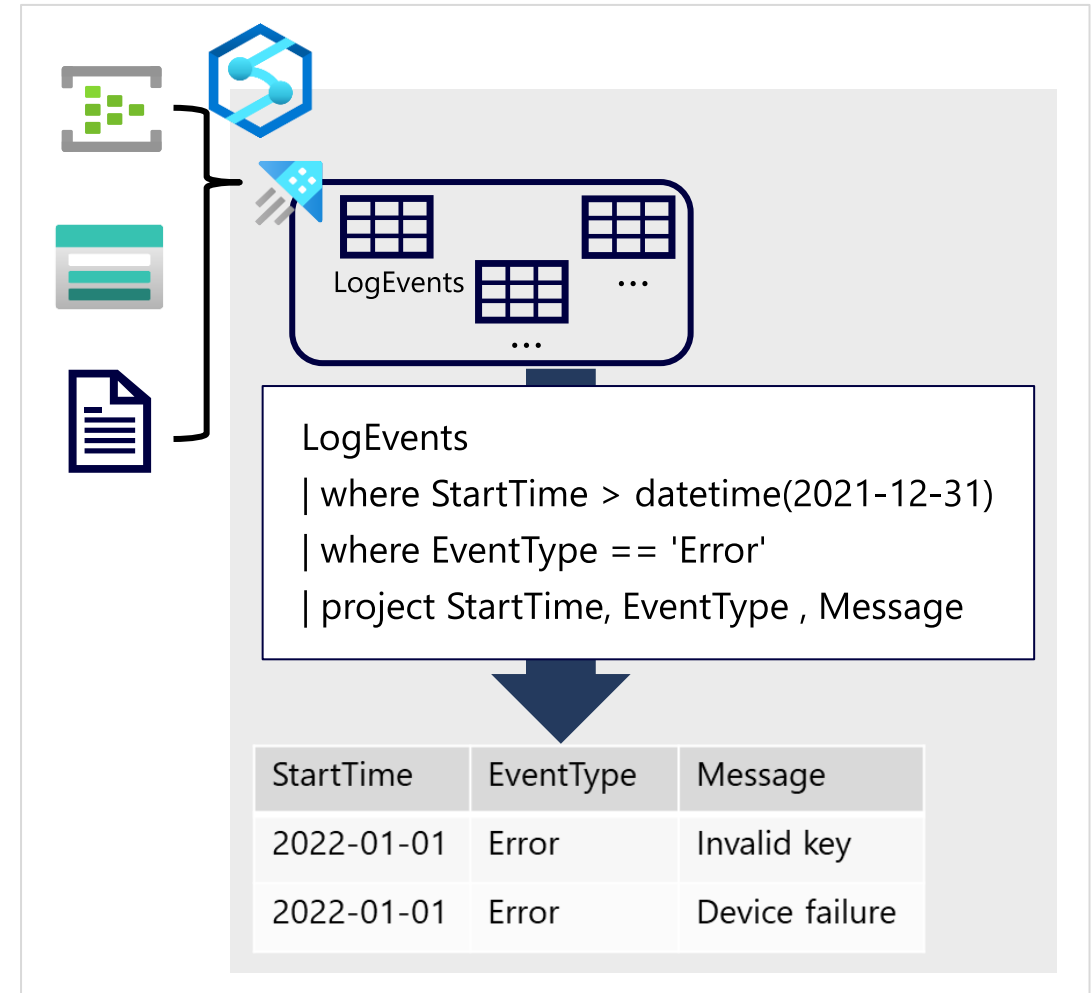 LogEvents
...
...
LogEvents
| where StartTime > datetime(2021-12-31)
| where EventType == 'Error'
| project StartTime, EventType , Message
StartTime EventType Message
2022-01-01 Error Invalid key
2022-01-01 Error Device failure